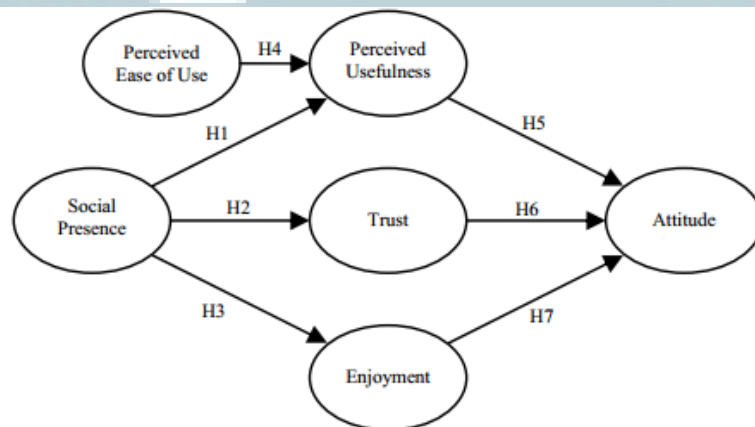 Perceived
Ease of Use
H4
Perceived
Usefulness
H1
H5
Social
Presence
H2
Trust
H6
Attitude
H3
H7
Enjoyment